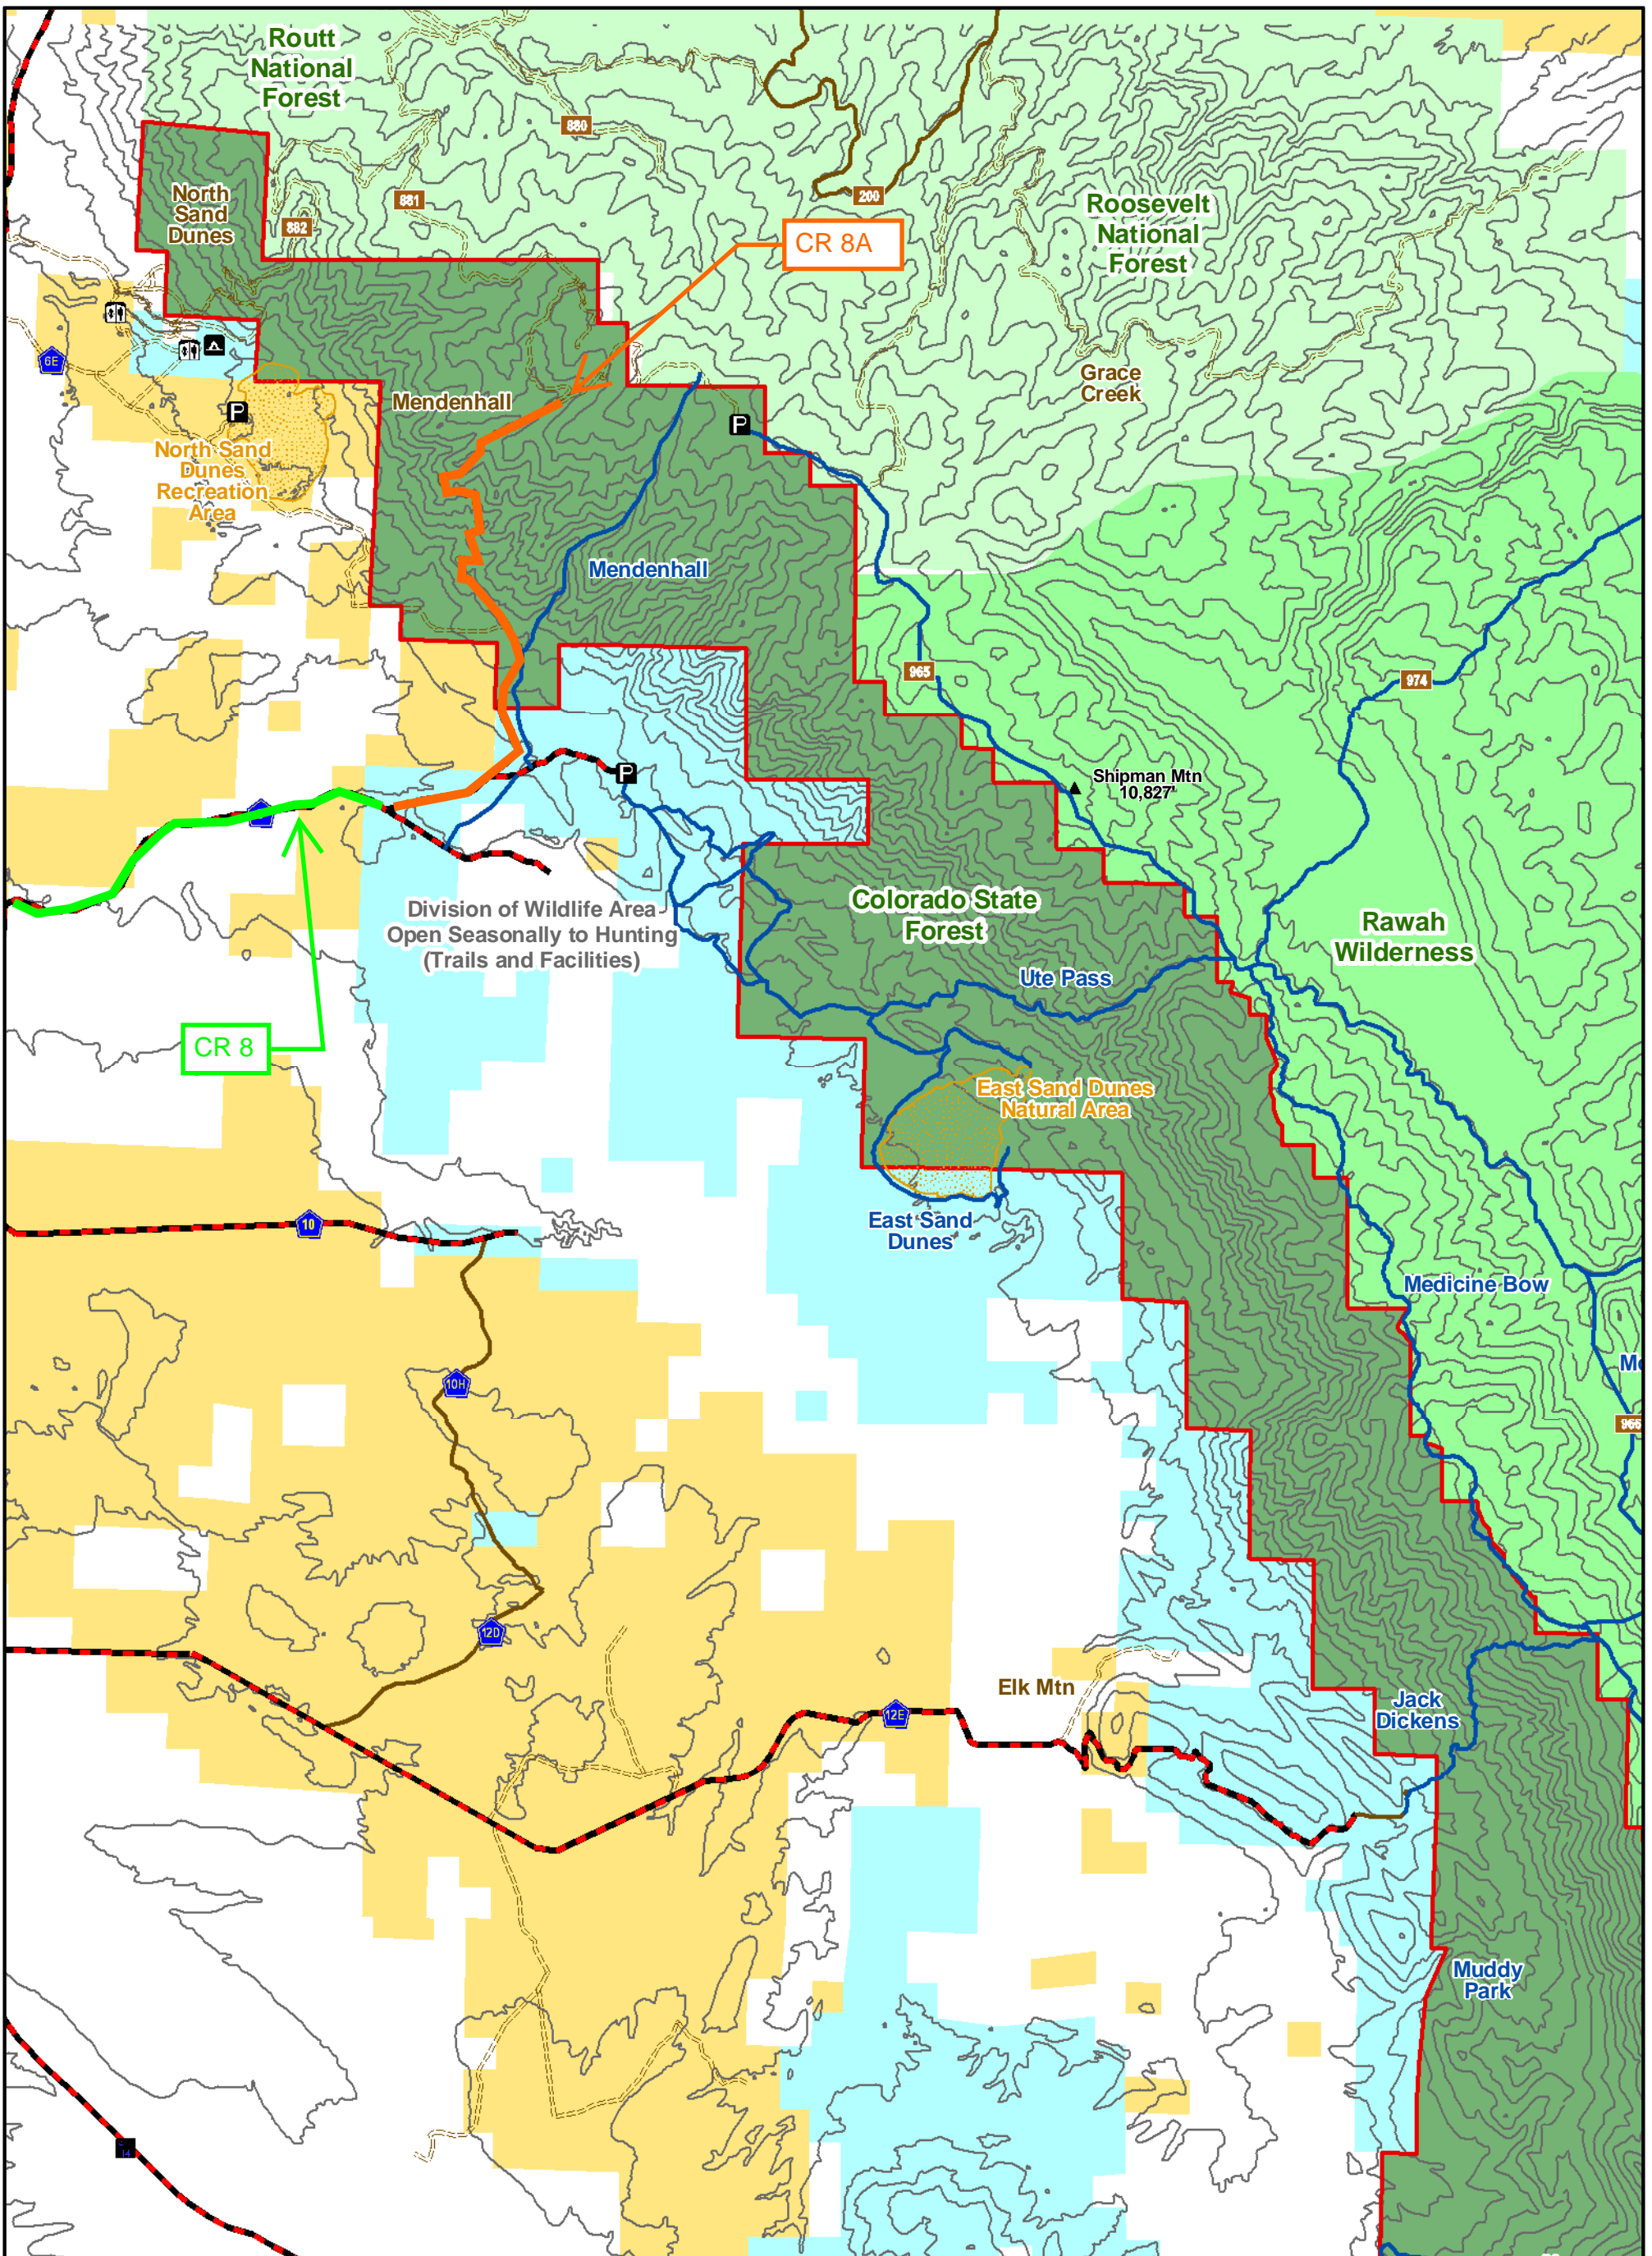 Routt
National
Forest
880
North
Sand
Dunes
881
882
200
Roosevelt
National
Forest
CR 8A
6E
Grace
Creek
Mendenhall
P
P
North Sand
Dunes
Recreation
Area
Mendenhall
965
974
P
Shipman Mtn
10,827'
Division of Wildlife Area
Open Seasonally to Hunting
(Trails and Facilities)
Colorado State
Forest
Rawah
Wilderness
Ute Pass
CR 8
East Sand Dunes
Natural Area
10
East Sand
Dunes
Medicine Bow
10H
966
12D
Elk Mtn
12E
Jack
Dickens
Muddy
Park
14